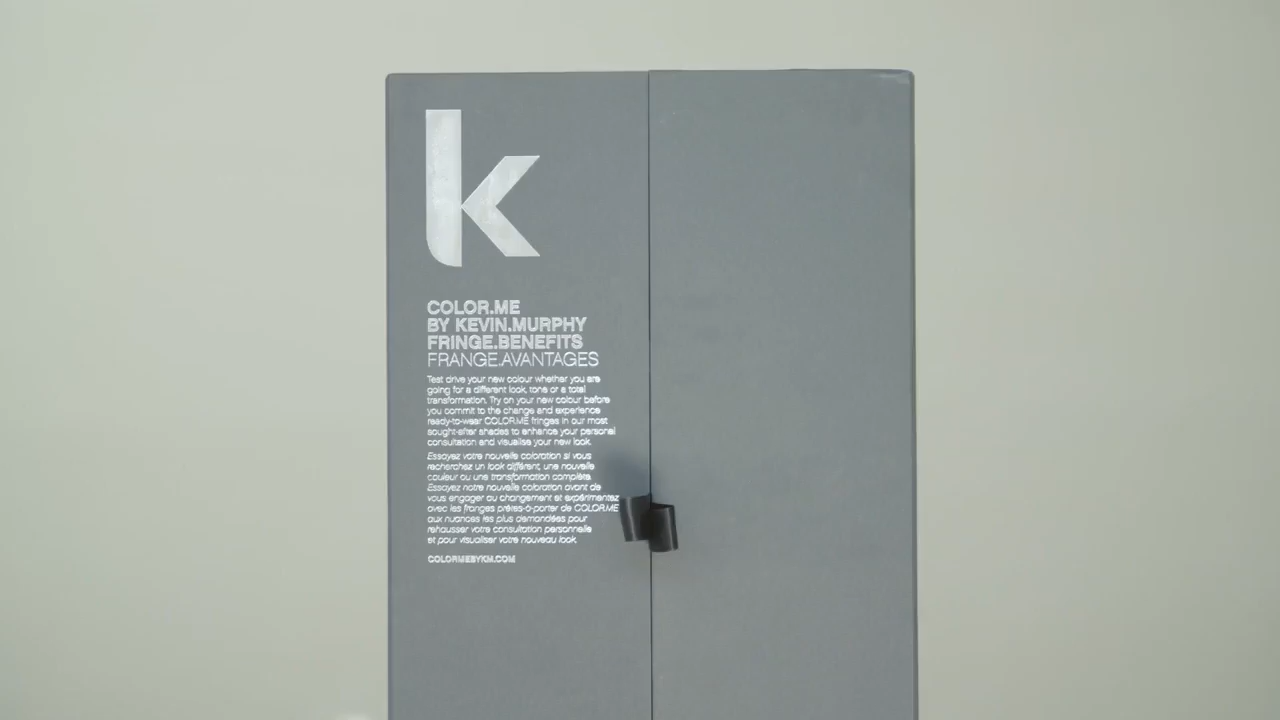 k
COLOR.ME
BY KEVIN.MURPHY
FRINGE.BENEFITS
FRANGE.AVANTAGES
Test drive your new colour whether you are
going for a different look, tone or a total
transformation. Try on your new colour before
you commit to the change and experience
ready-to-wear COLOR.ME fringes in our most
sought-after shades to enhance your personal
consultation and visualise your new look.
Essayez votre nouvelle coloration si vous
recherchez un look différent, une nouvelle
couleur ou une transformation complète.
Essayez notre nouvelle coloration avant de
vous engager au changement et expérimentez
avec les franges prêtes-à-porter de COLOR.ME
aux nuances les plus demandées pour
rehausser votre consultation personnelle
et pour visualiser votre nouveau look.
COLORMEBYKM.COM